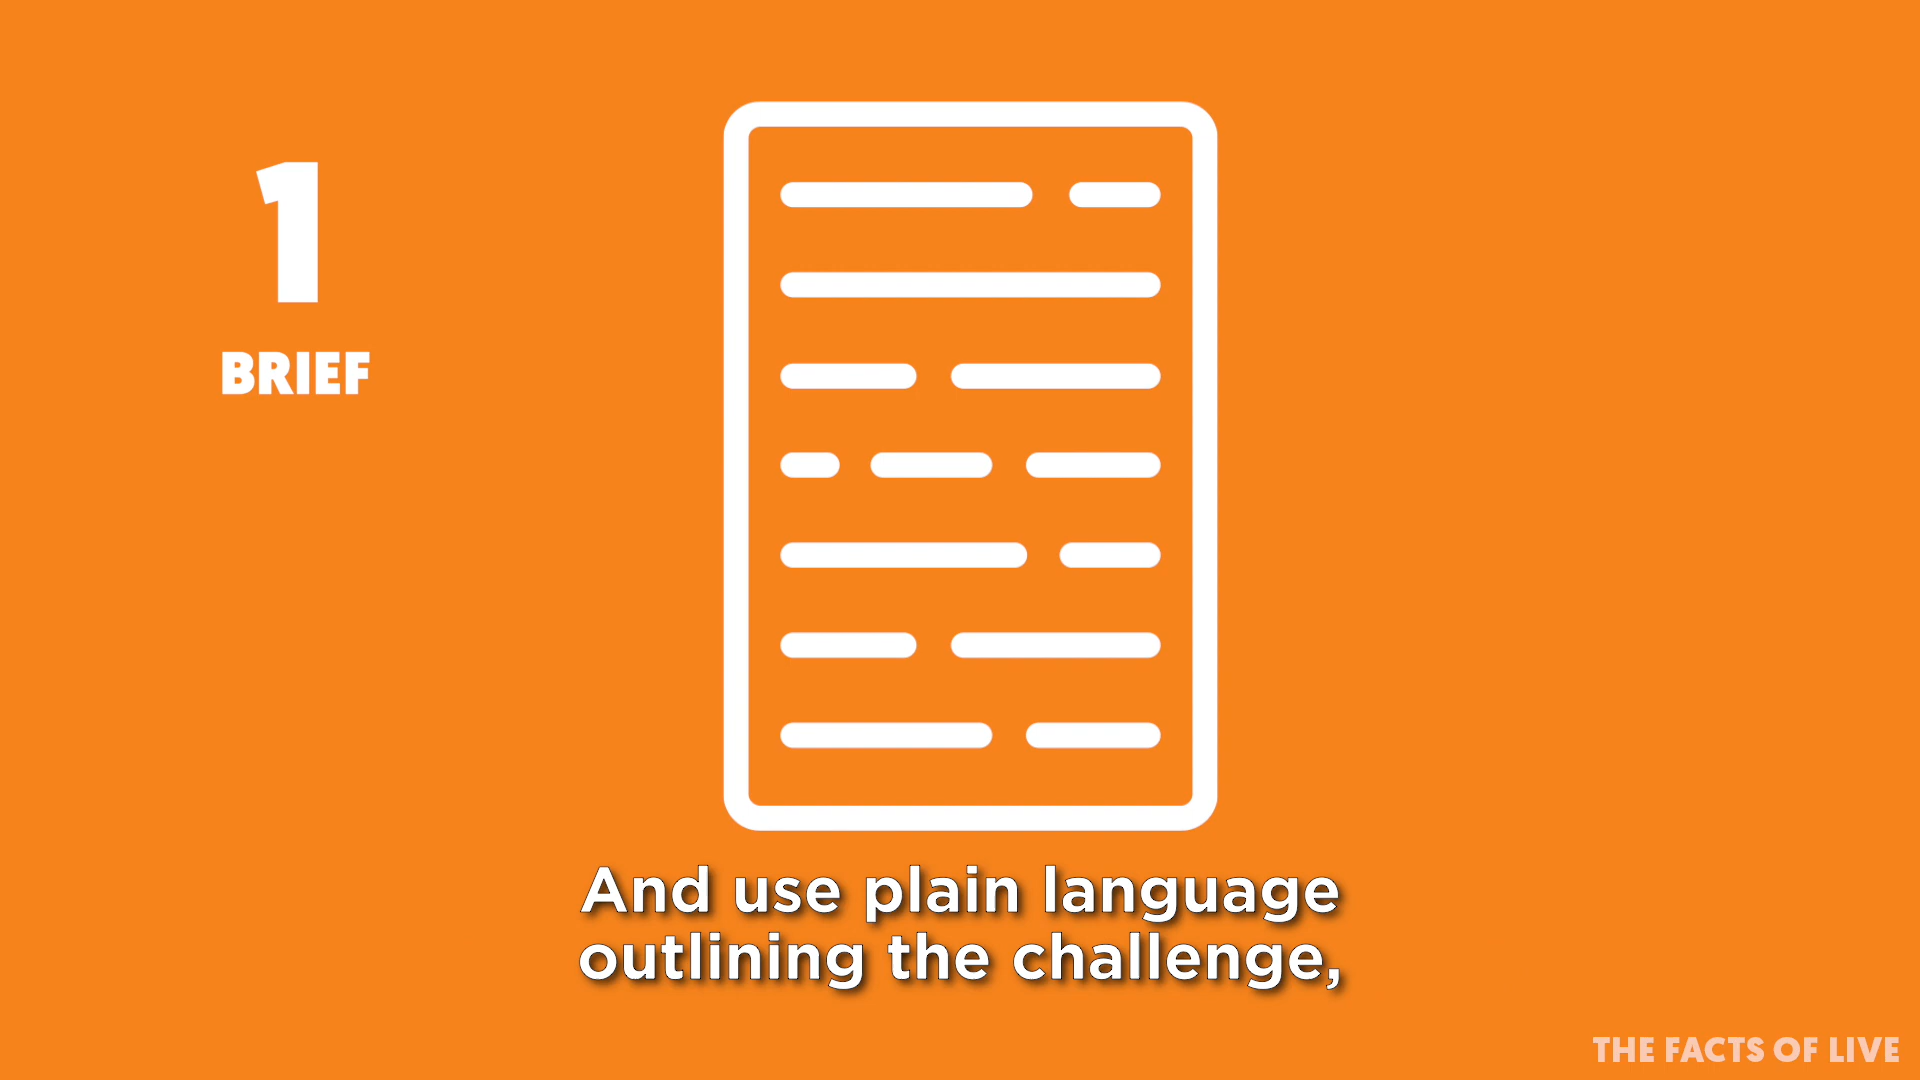 1
BRIEF
And use plain language
outlining the challenge,
THE FACTS OF LIVE